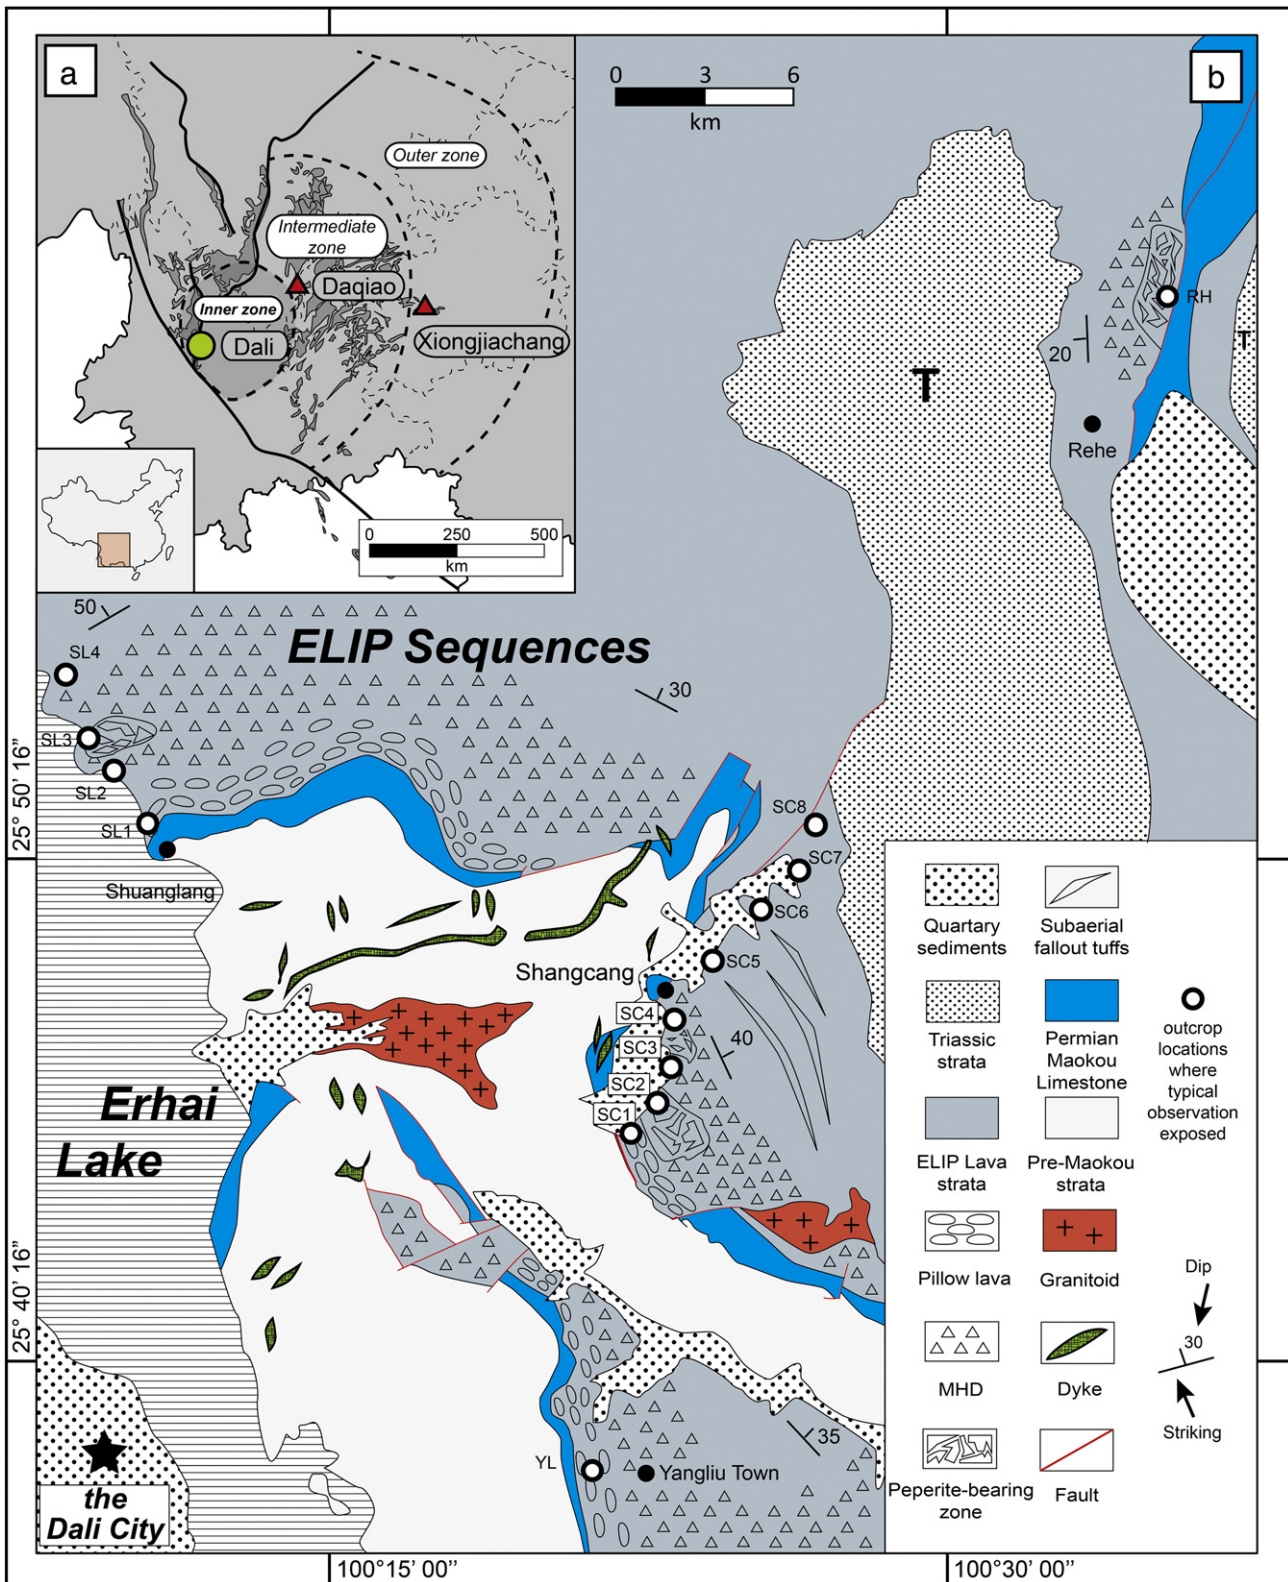 a
Outer zone
Intermediate
zone
Daqiao
Inner zone
Dali
Xiongjiachang
0 250 500
km
0 3 6
km
b
RH
20
T
T
Rehe
50
ELIP Sequences
SL4
30
SL3
SL2
SL1
SC8
SC7
Shuanglang
SC6
Shangcang
SC5
SC4
SC3
40
SC2
SC1
Erhai
Lake
35
YL
Yangliu Town
the
Dali City
25° 50' 16"
25° 40' 16"
100°15' 00"
100°30' 00"
Quartary
sediments
Subaerial
fallout tuffs
Triassic
strata
Permian
Maokou
Limestone
outcrop
locations
where
typical
observation
exposed
ELIP Lava
strata
Pre-Maokou
strata
Pillow lava
Granitoid
Dip
MHD
Dyke
30
Striking
Peperite-bearing
zone
Fault